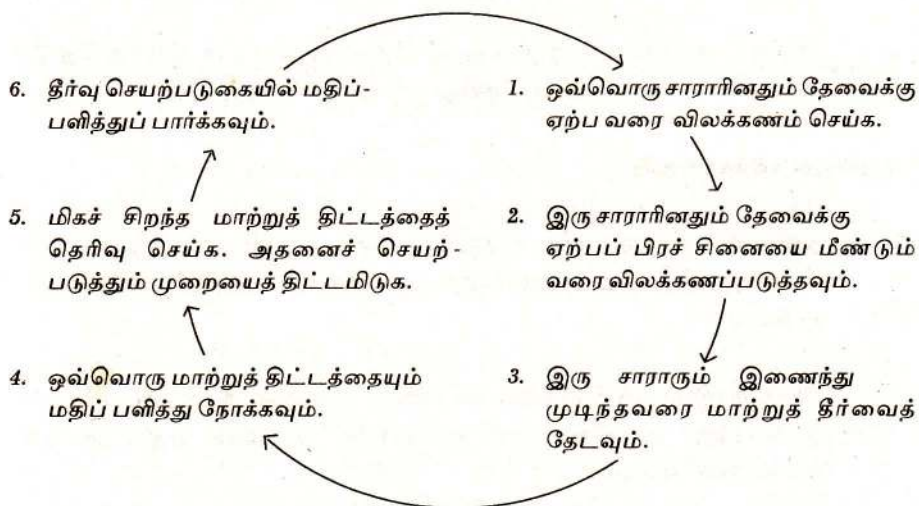 1. ஒவ்வொரு சாராரினதும் தேவைக்கு
ஏற்ப வரை விலக்கணம் செய்க.
2. இரு சாராரினதும் தேவைக்கு
ஏற்பப் பிரச் சினையை மீண்டும்
வரைவிலக்கணப்படுத்தவும்.
3. இரு சாராரும் இணைந்து
முடிந்தவரை மாற்றுத் தீர்வைத்
தேடவும்.
4. ஒவ்வொரு மாற்றுத் திட்டத்தையும்
மதிப் பளித்து நோக்கவும்.
5. மிகச் சிறந்த மாற்றுத் திட்டத்தைத்
தெரிவு செய்க. அதனைச் செயற்-
படுத்தும் முறையைத் திட்டமிடுக.
6. தீர்வு செயற்படுகையில் மதிப்-
பளித்துப் பார்க்கவும்.